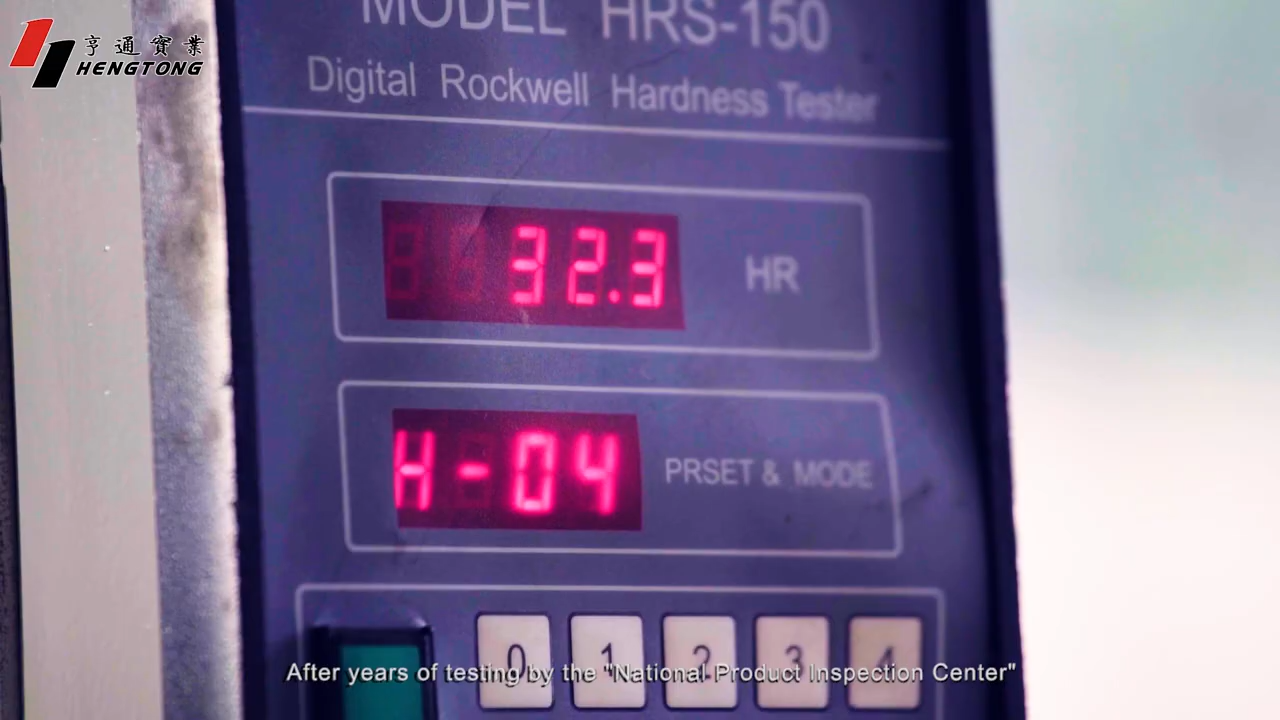 亨通實業
HENGTONG
MODEL HRS-150
Digital Rockwell Hardness Tester
32.3
HR
H-04
PRSET & MODE
0 1 2 3 4
After years of testing by the "National Product Inspection Center"